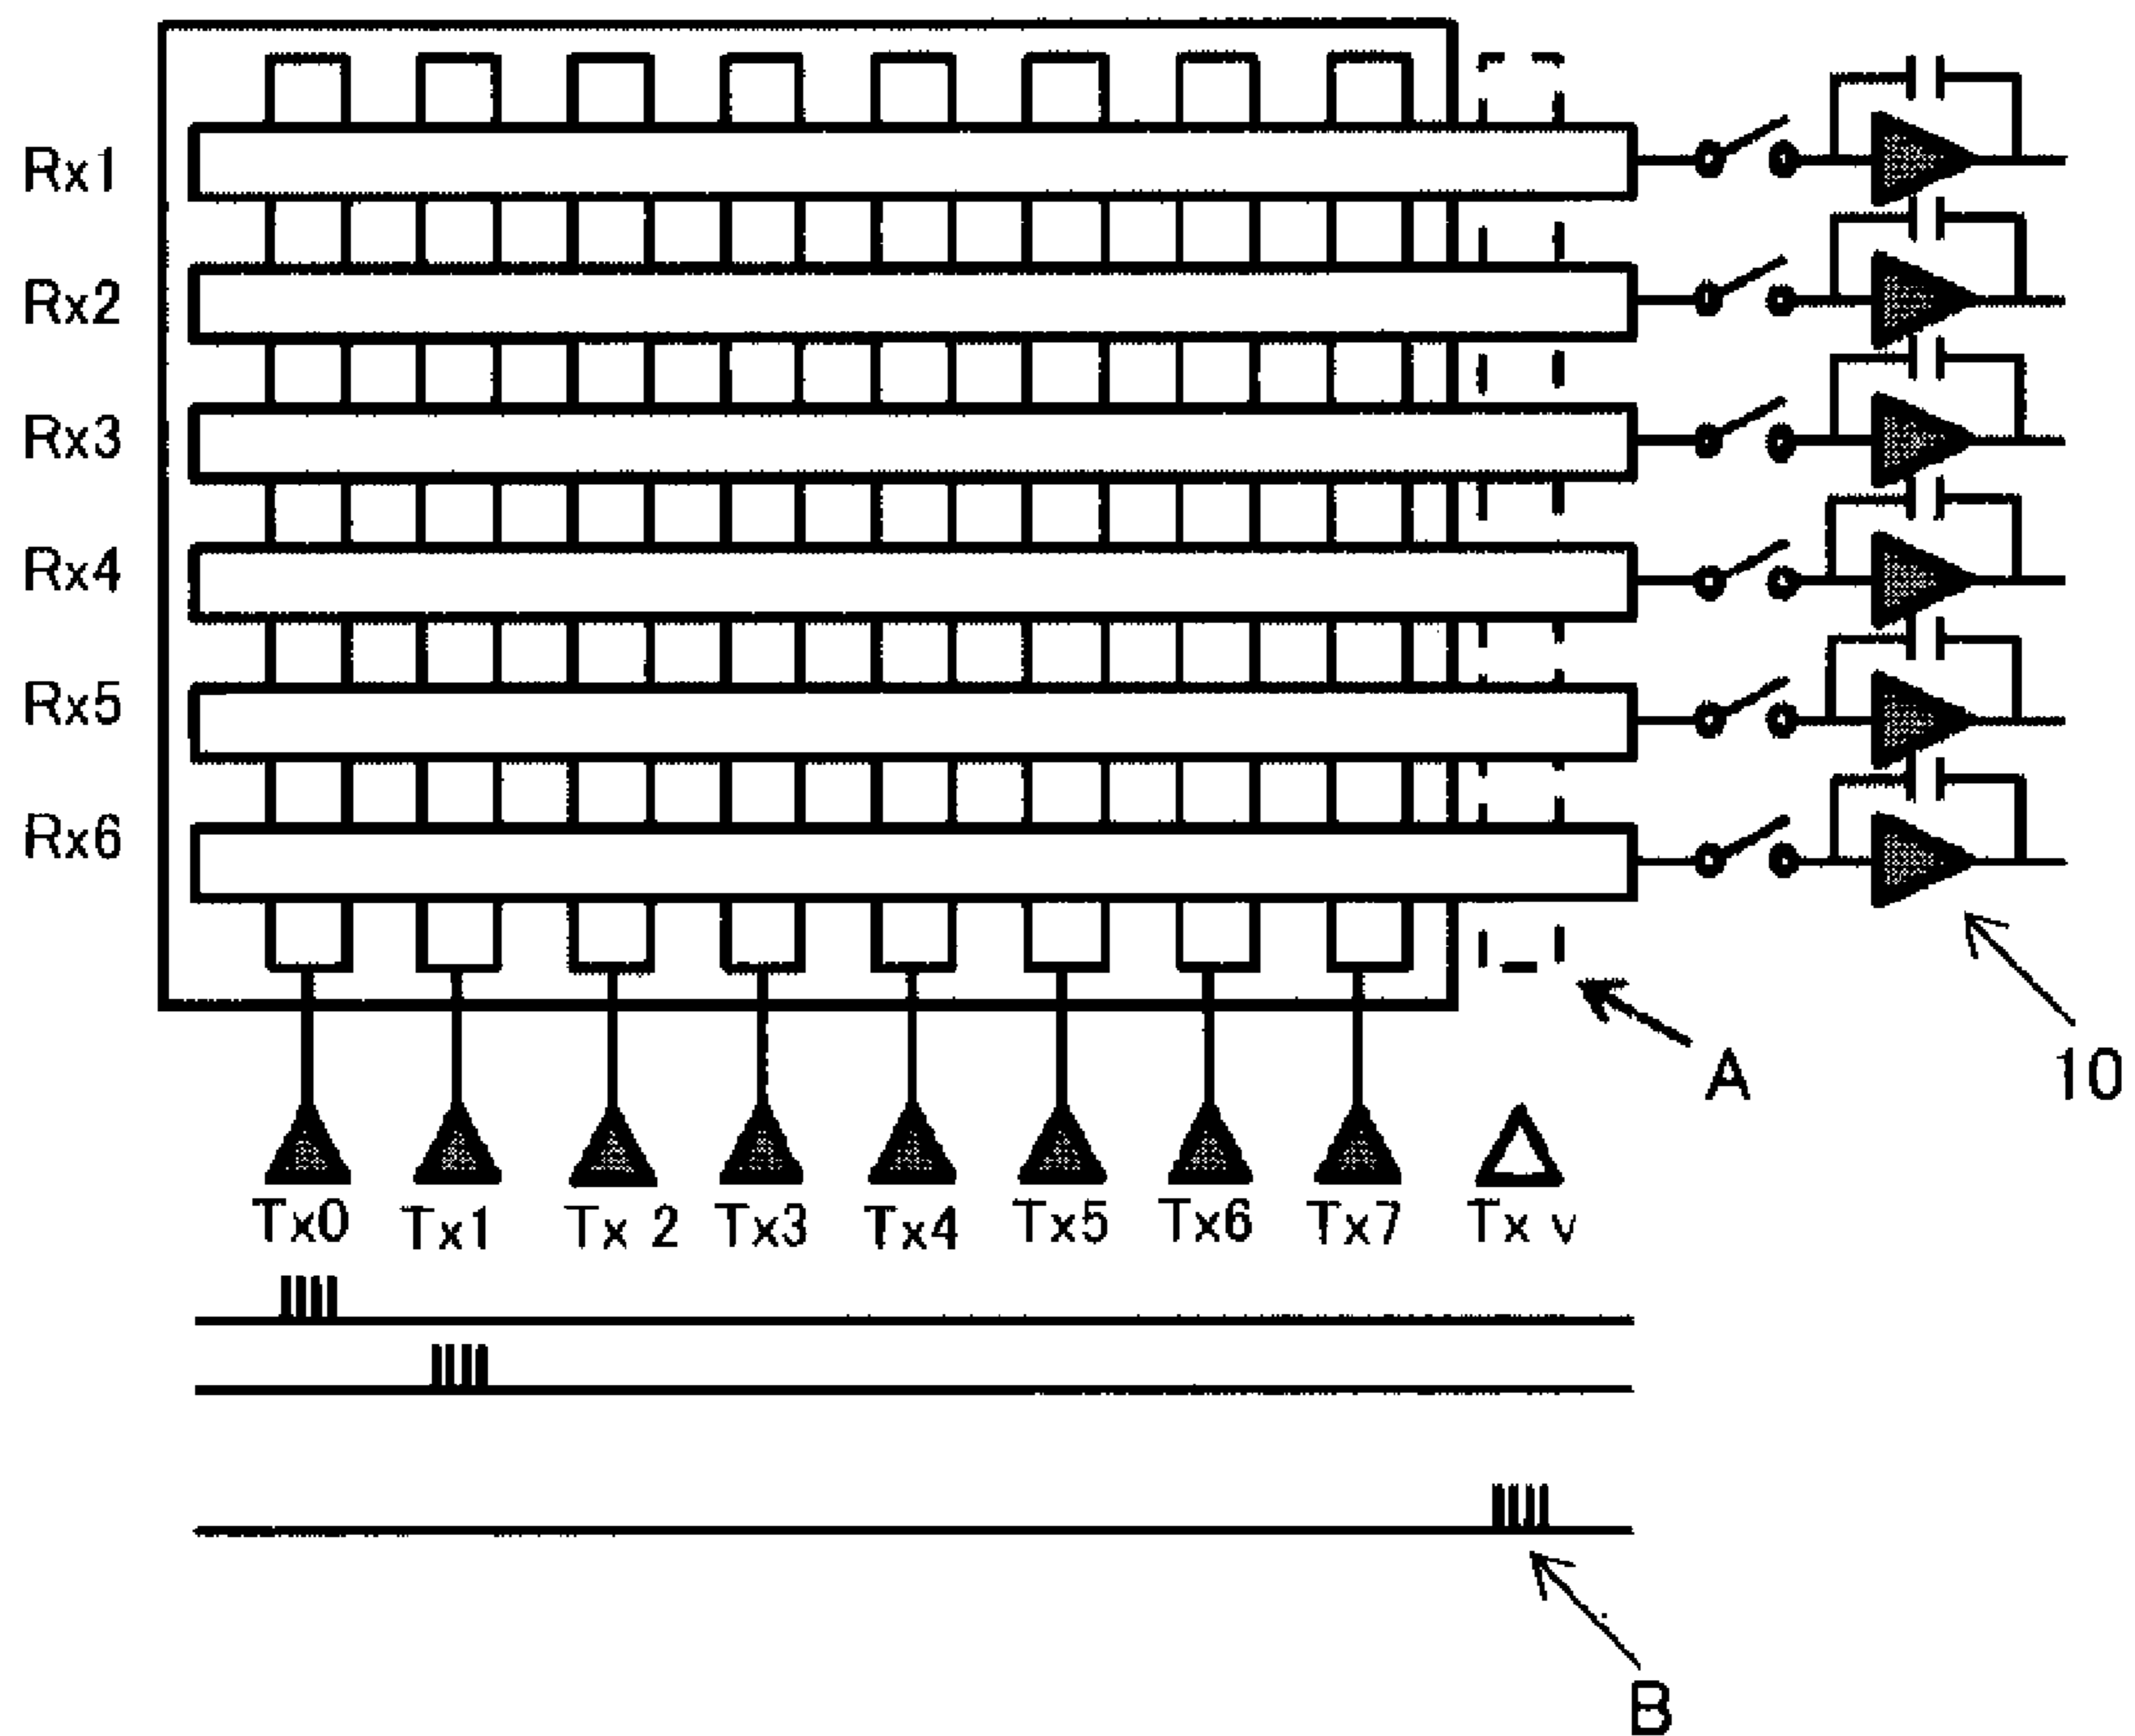 Rx1
Rx2
Rx3
Rx4
Rx5
Rx6
A
10
Tx0 Tx1 Tx 2 Tx3 Tx4 Tx5 Tx6 Tx7 Tx v
B